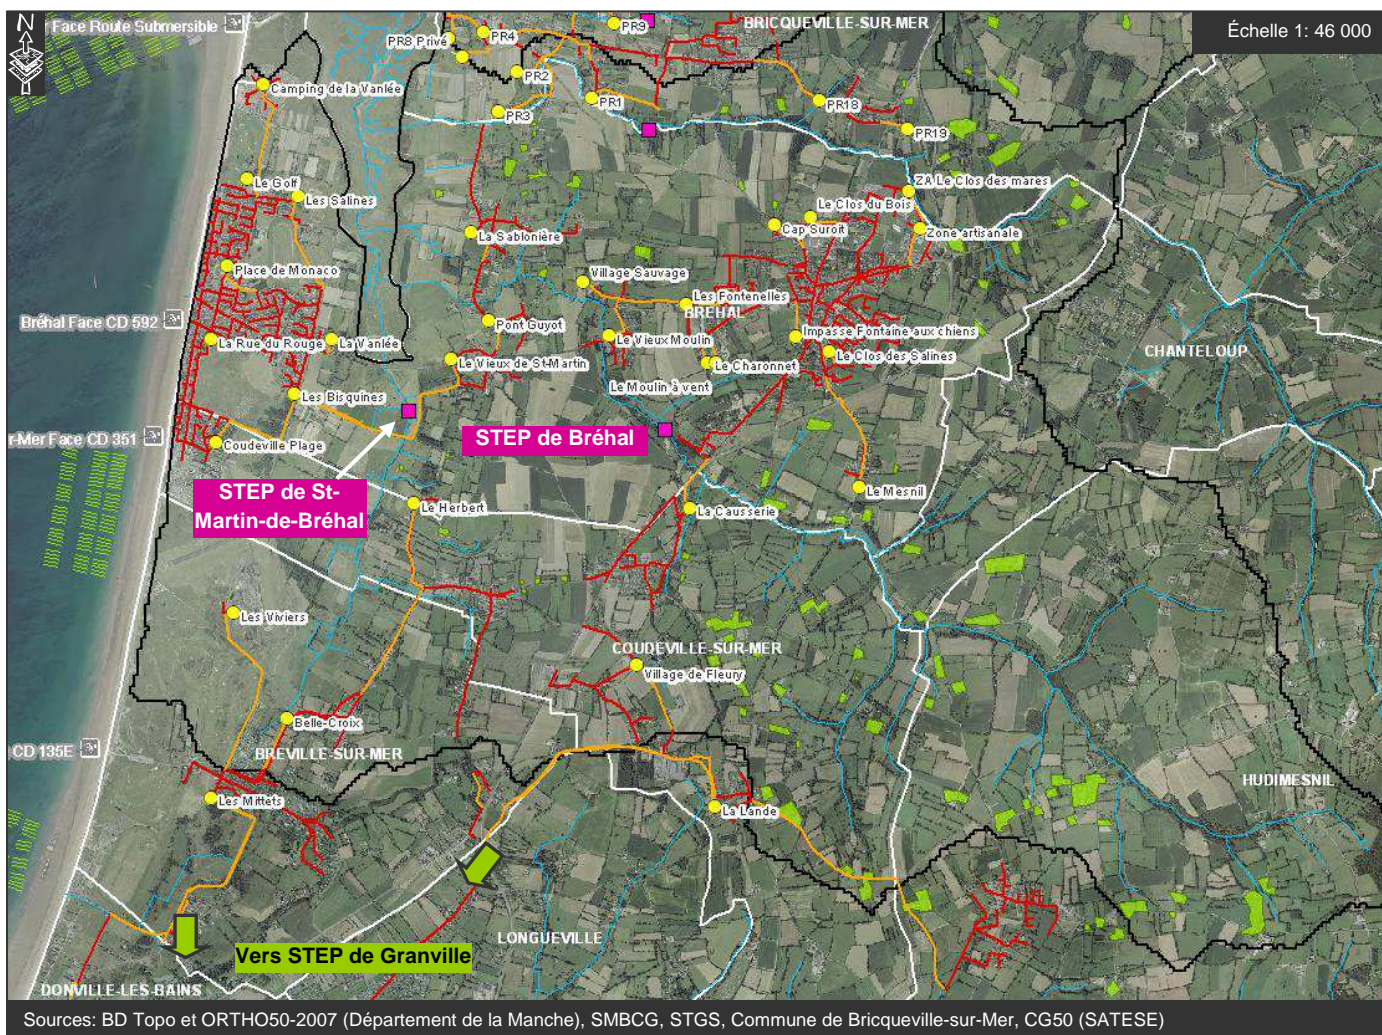 Face Route Submersible
BRICQUEVILLE-SUR-MER
Échelle 1: 46 000
N
PR8 Privé
PR4
PR9
PR2
Camping de la Vanlée
PR3
PR1
PR18
PR19
Le Golf
Les Salines
ZA Le Clos des mares
Le Clos du Bois
Cap Suroit
Zone artisanale
La Sablonière
Place de Monaco
Village Sauvage
Les Fontenelles
BREHAL
Bréhal Face CD 592
Pont Guyot
La Rue du Rouge
La Vanlée
Le Vieux Moulin
Impasse Fontaine aux chiens
Le Clos des Salines
CHANTELOUP
Le Vieux de St-Martin
Le Charonnet
Le Moulin à vent
Les Bisquines
r-Mer Face CD 351
Coudeville Plage
STEP de Bréhal
STEP de St-
Martin-de-Bréhal
Le Herbert
Le Mesnil
La Causserie
Les Viviers
COUDEVILLE-SUR-MER
Village de Fleury
Belle-Croix
CD 135E
BREVILLE-SUR-MER
HUDIMESNIL
Les Mittets
La Lande
LONGUEVILLE
Vers STEP de Granville
DONVILLE-LES-BAINS
Sources: BD Topo et ORTHO50-2007 (Département de la Manche), SMBCG, STGS, Commune de Bricqueville-sur-Mer, CG50 (SATESE)